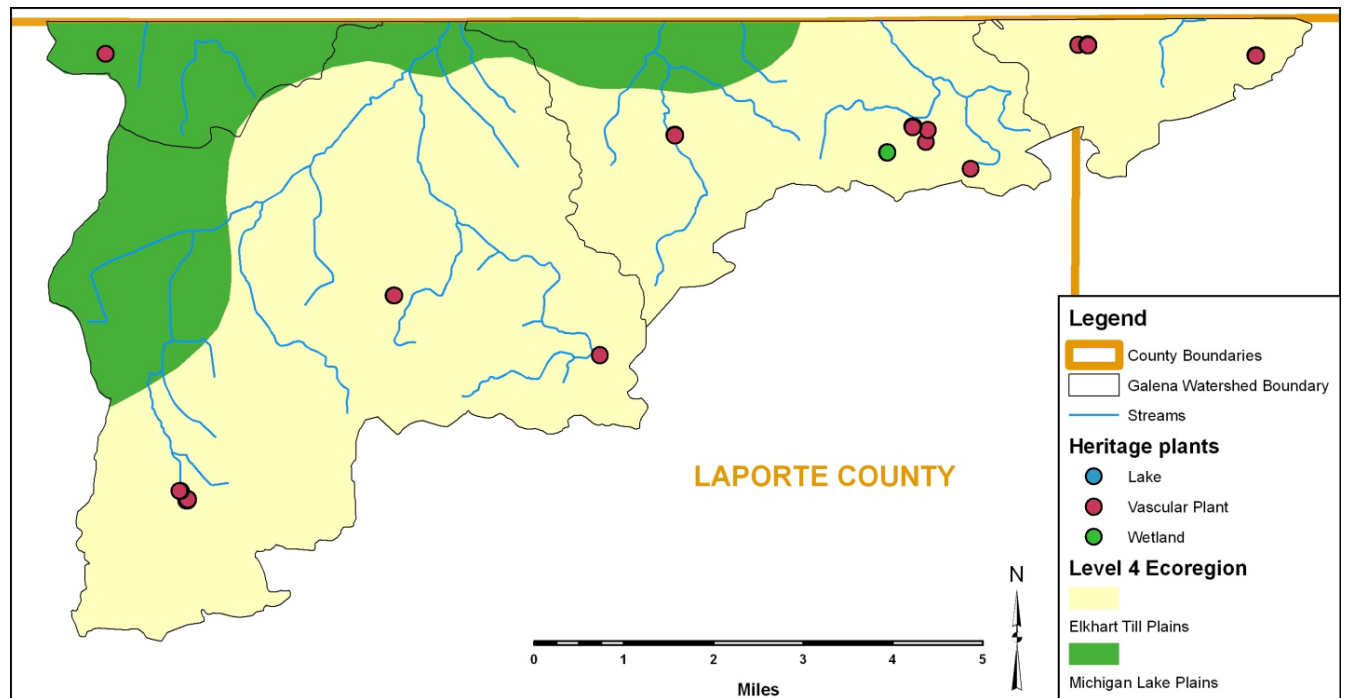 LAPORTE COUNTY
N
0 1 2 3 4 5
Miles
Legend
County Boundaries
Galena Watershed Boundary
Streams
Heritage plants
Lake
Vascular Plant
Wetland
Level 4 Ecoregion
Elkhart Till Plains
Michigan Lake Plains